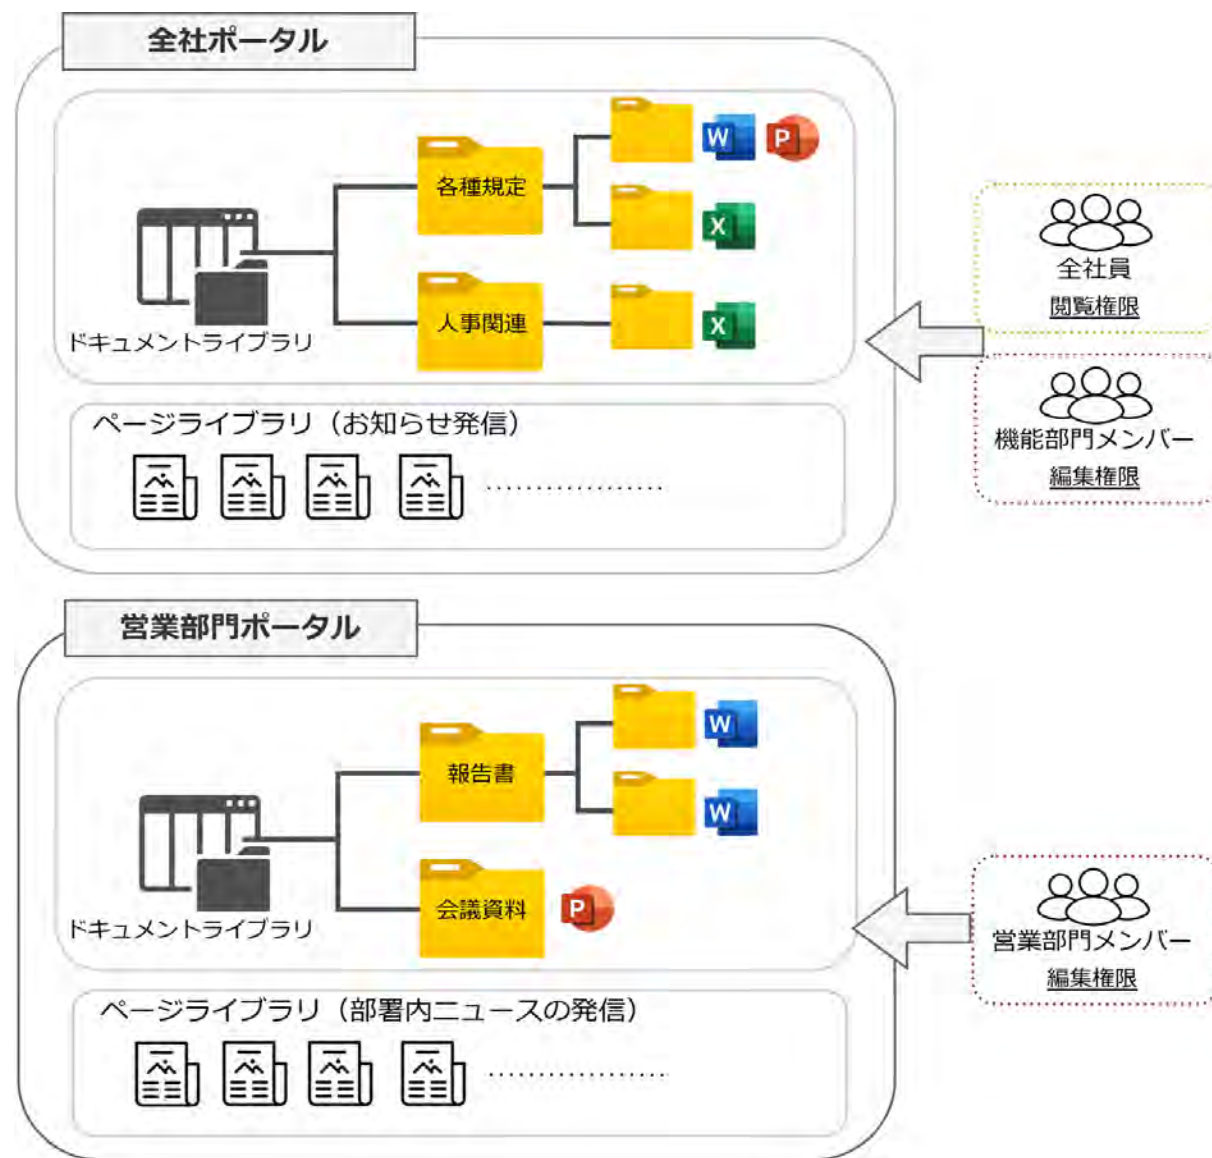 全社ポータル
各種規定
W
P
X
人事関連
X
ドキュメントライブラリ
ページライブラリ（お知らせ発信）
全社員
閲覧権限
機能部門メンバー
編集権限
営業部門ポータル
報告書
W
W
会議資料
P
ドキュメントライブラリ
ページライブラリ（部署内ニュースの発信）
営業部門メンバー
編集権限